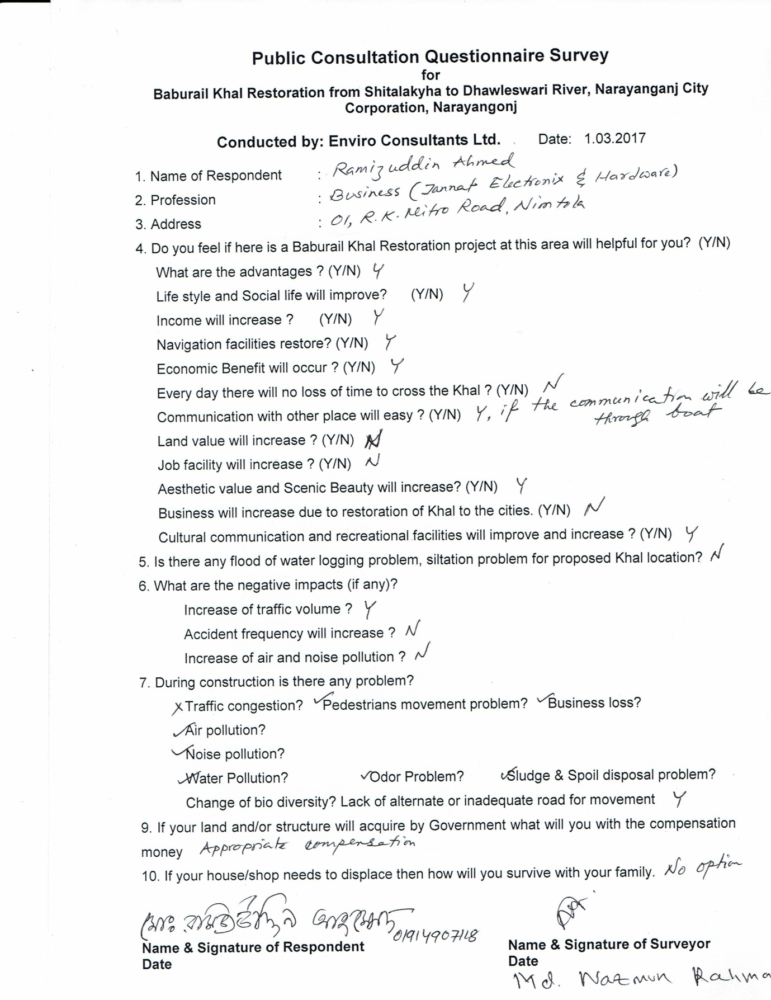 Public Consultation Questionnaire Survey
for
Baburail Khal Restoration from Shitalakyha to Dhawleswari River, Narayanganj City
Corporation, Narayangonj
Conducted by: Enviro Consultants Ltd. Date: 1.03.2017
1. Name of Respondent : Ramizuddin Ahmed
2. Profession : Business (Jannat Electronix & Hardware)
3. Address : 01, R.K. Mitro Road, Nimtola
4. Do you feel if here is a Baburail Khal Restoration project at this area will helpful for you? (Y/N)
What are the advantages ? (Y/N) Y
Life style and Social life will improve? (Y/N) Y
Income will increase ? (Y/N) Y
Navigation facilities restore? (Y/N) Y
Economic Benefit will occur ? (Y/N) Y
Every day there will no loss of time to cross the Khal ? (Y/N) N
Communication with other place will easy ? (Y/N) Y, if the communication will be
through boat
Land value will increase ? (Y/N) N
Job facility will increase ? (Y/N) N
Aesthetic value and Scenic Beauty will increase? (Y/N) Y
Business will increase due to restoration of Khal to the cities. (Y/N) N
Cultural communication and recreational facilities will improve and increase ? (Y/N) Y
5. Is there any flood of water logging problem, siltation problem for proposed Khal location? N
6. What are the negative impacts (if any)?
Increase of traffic volume ? Y
Accident frequency will increase ? N
Increase of air and noise pollution ? N
7. During construction is there any problem?
X Traffic congestion? ✓Pedestrians movement problem? ✓Business loss?
✓Air pollution?
✓Noise pollution?
✓Water Pollution? ✓Odor Problem? ✓Sludge & Spoil disposal problem?
Change of bio diversity? Lack of alternate or inadequate road for movement Y
9. If your land and/or structure will acquire by Government what will you with the compensation
money Appropriate compensation
10. If your house/shop needs to displace then how will you survive with your family. No option
মোঃ রমিজউদ্দিন আহমেদ
01914907118
Name & Signature of Respondent Name & Signature of Surveyor
Date Date
Md. Nazmun Rahma